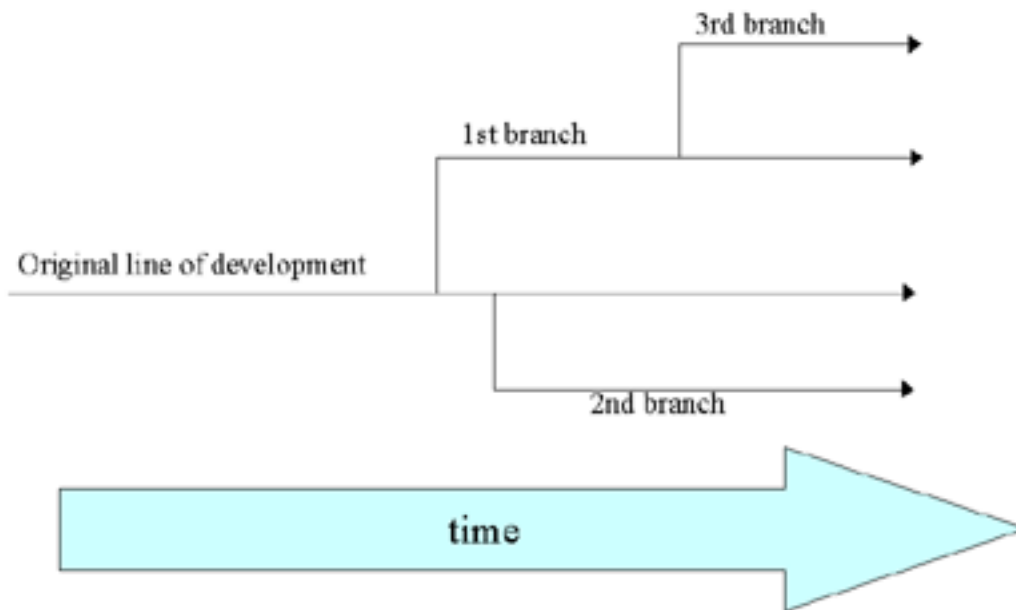 3rd branch
1st branch
Original line of development
2nd branch
time